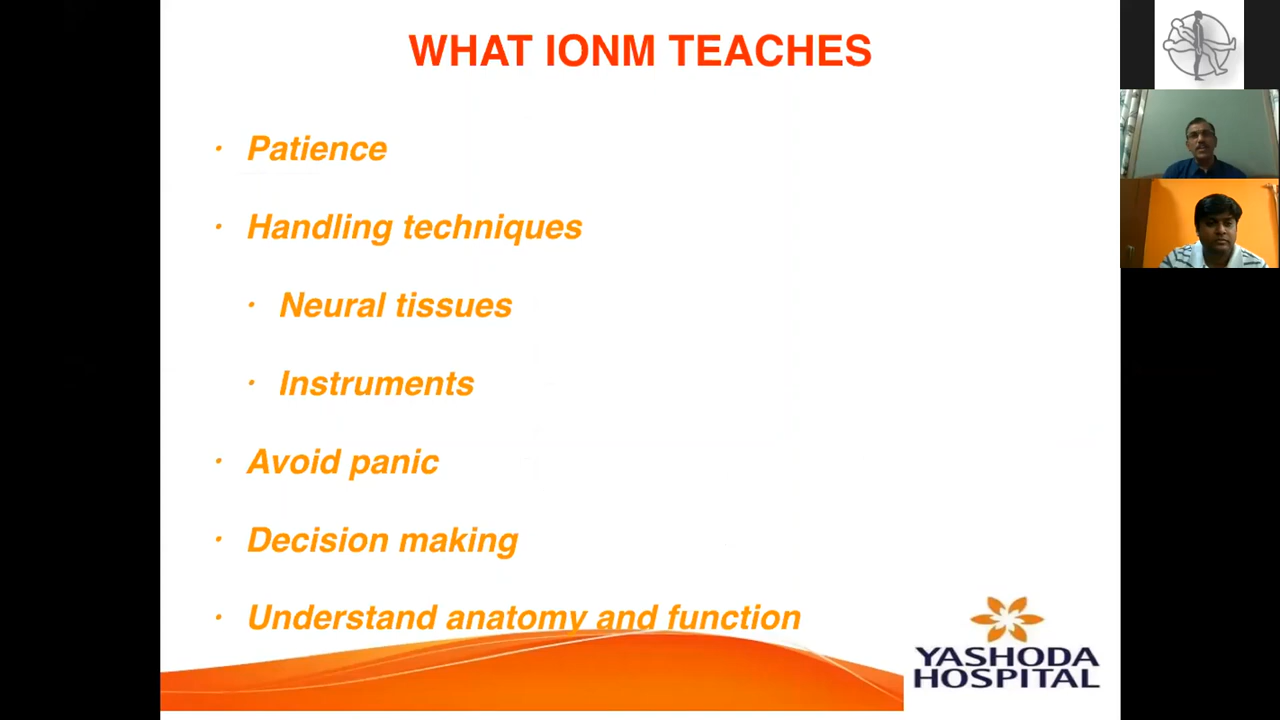 WHAT IONM TEACHES
· Patience
· Handling techniques
· Neural tissues
· Instruments
· Avoid panic
· Decision making
· Understand anatomy and function
YASHODA
HOSPITAL